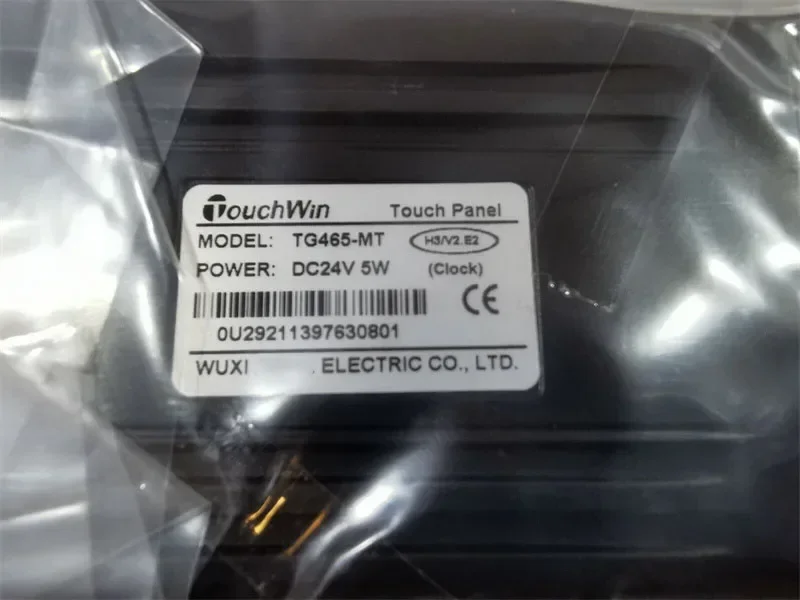 TouchWin Touch Panel
MODEL: TG465-MT H3/V2.E2
POWER: DC24V 5W (Clock)
CE
0U29211397630801
WUXI . ELECTRIC CO., LTD.